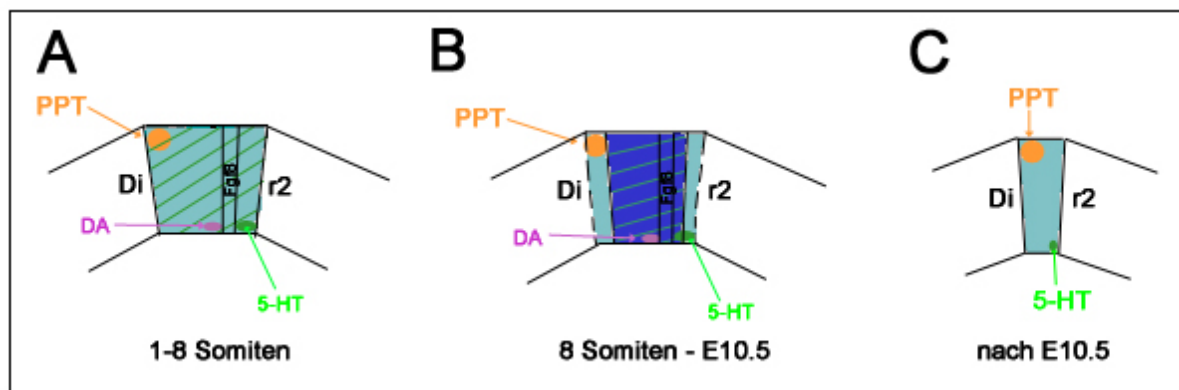 A
PPT
Di
Fgf8
r2
DA
5-HT
1-8 Somiten
B
PPT
Di
Fgf8
r2
DA
5-HT
8 Somiten - E10.5
C
PPT
Di
r2
5-HT
nach E10.5